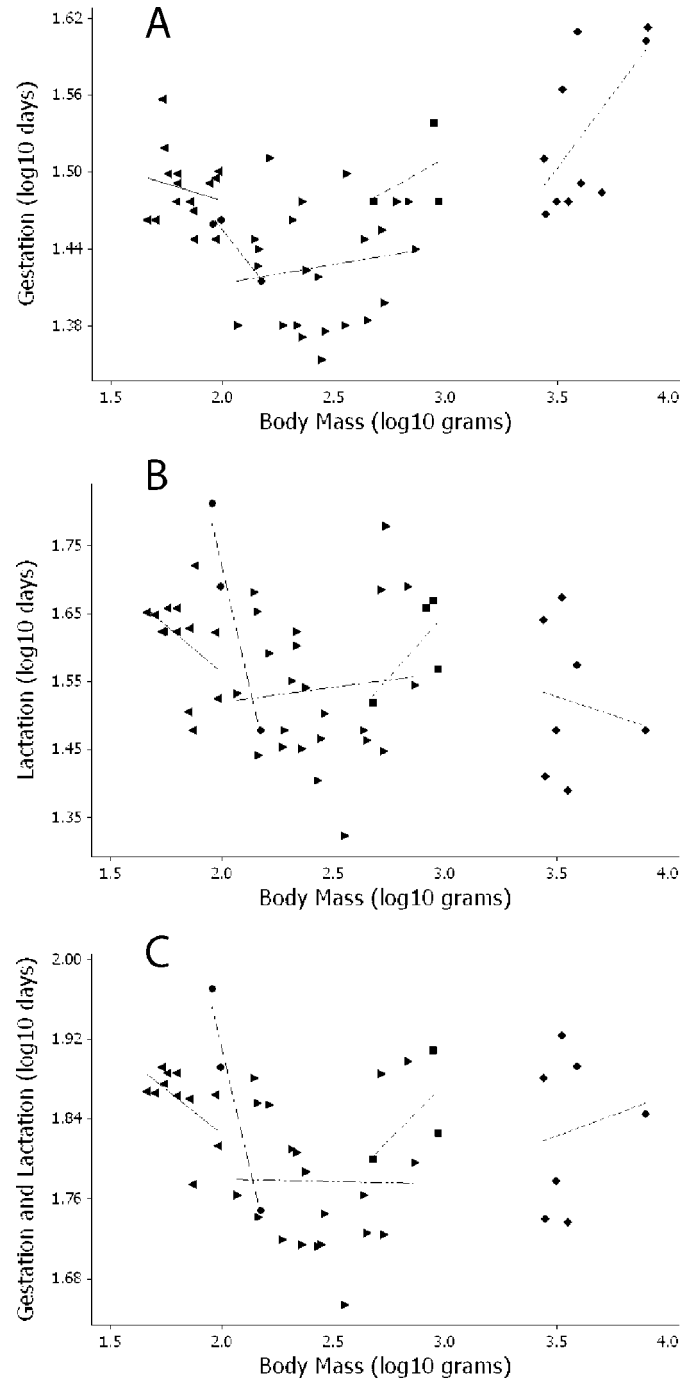 A
1.62
1.56
1.50
1.44
1.38
Gestation (log10 days)
1.5 2.0 2.5 3.0 3.5 4.0
Body Mass (log10 grams)
B
1.75
1.65
1.55
1.45
1.35
Lactation (log10 days)
1.5 2.0 2.5 3.0 3.5 4.0
Body Mass (log10 grams)
C
2.00
1.92
1.84
1.76
1.68
Gestation and Lactation (log10 days)
1.5 2.0 2.5 3.0 3.5 4.0
Body Mass (log10 grams)